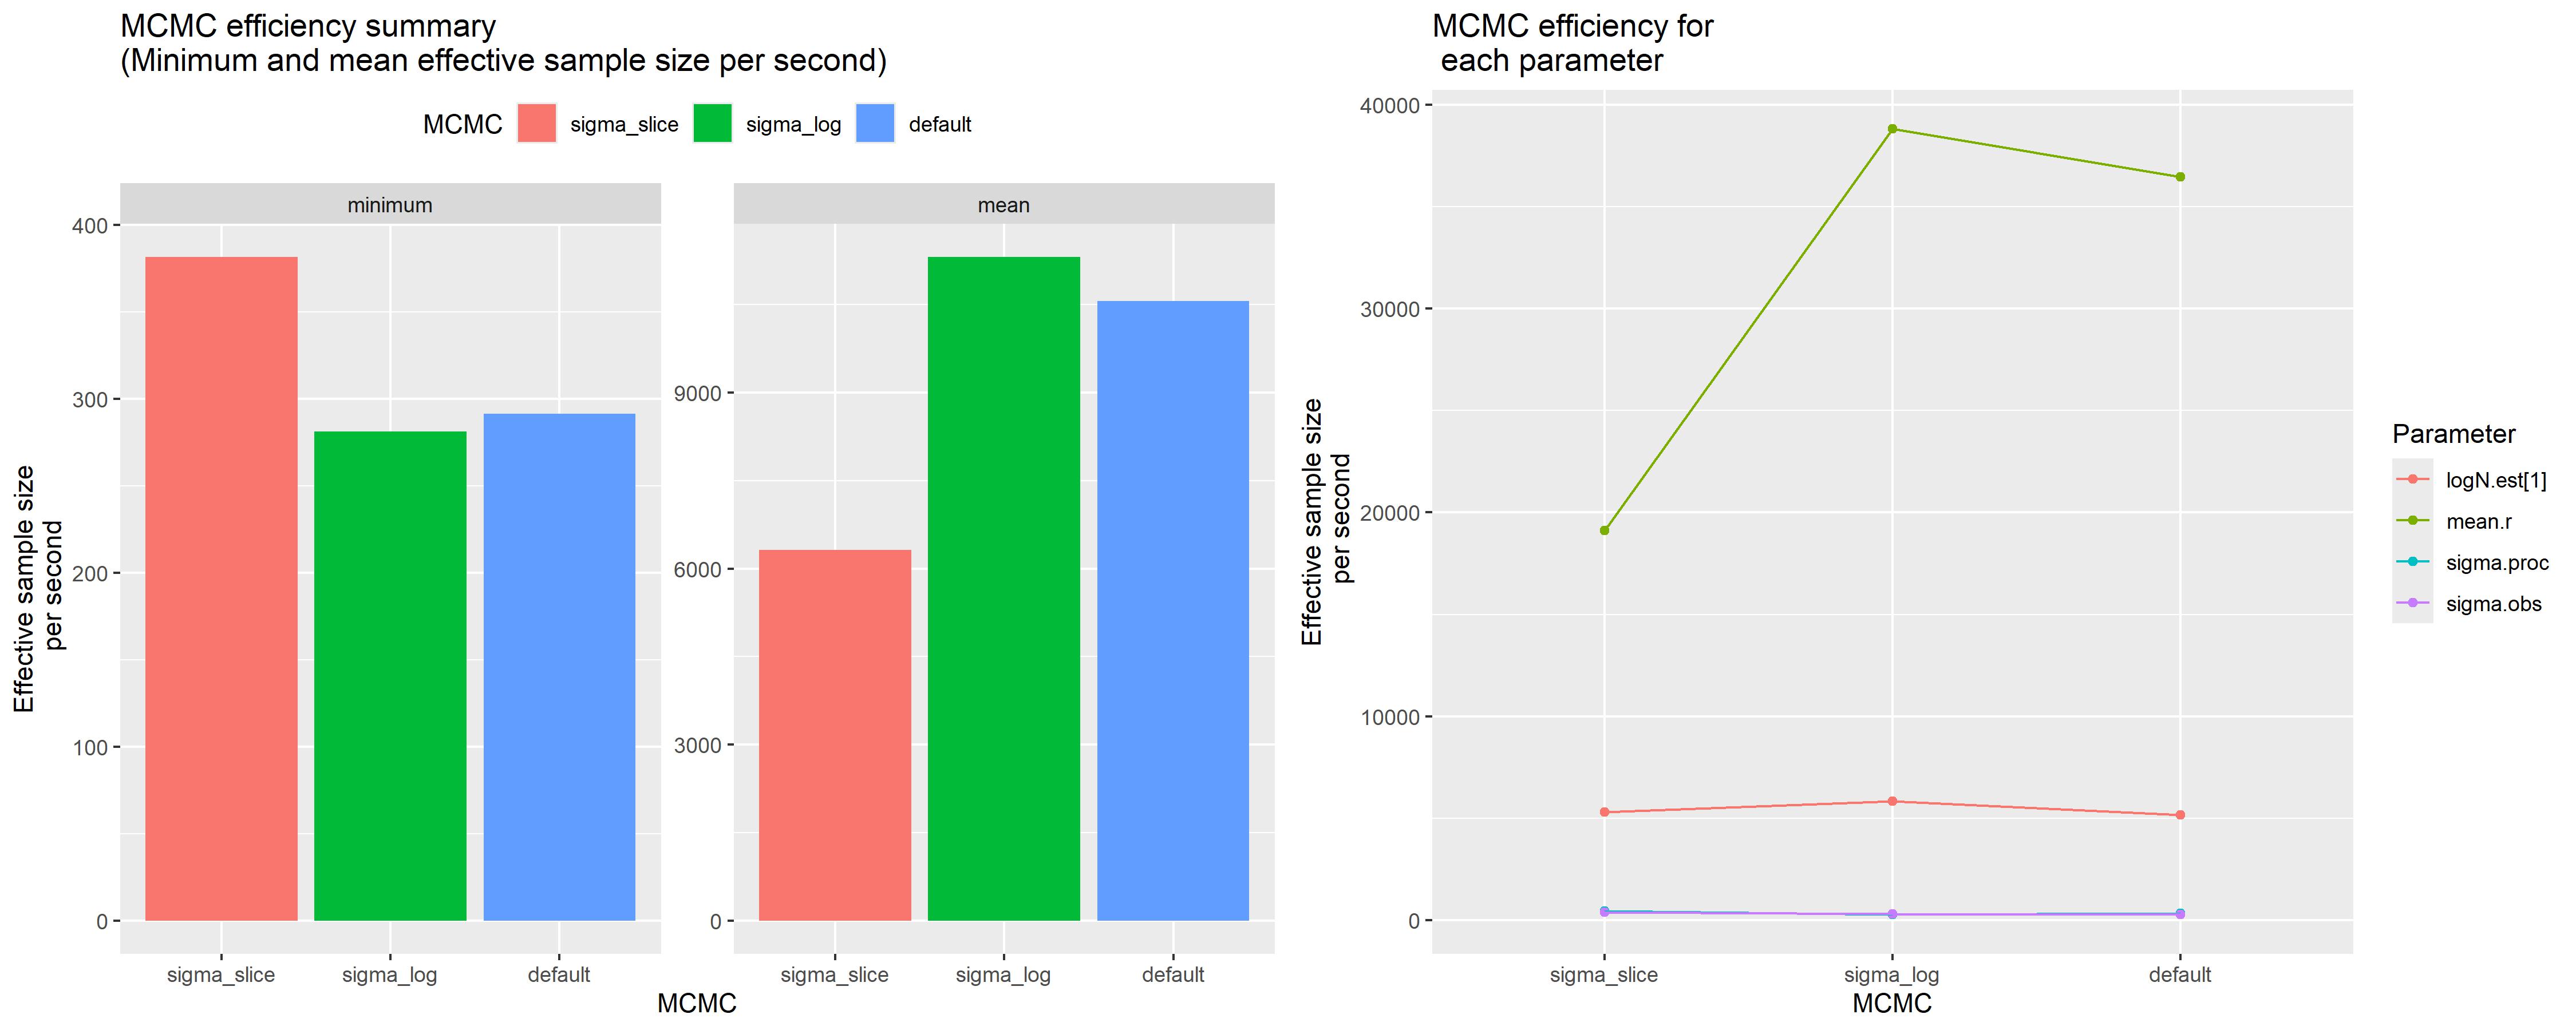 MCMC efficiency summary
(Minimum and mean effective sample size per second)
MCMC sigma_slice sigma_log default
minimum
mean
Effective sample size
per second
400
300
200
100
0
9000
6000
3000
0
sigma_slice sigma_log default
sigma_slice sigma_log default
MCMC
MCMC efficiency for
each parameter
Effective sample size
per second
40000
30000
20000
10000
0
sigma_slice sigma_log default
MCMC
Parameter
logN.est[1]
mean.r
sigma.proc
sigma.obs